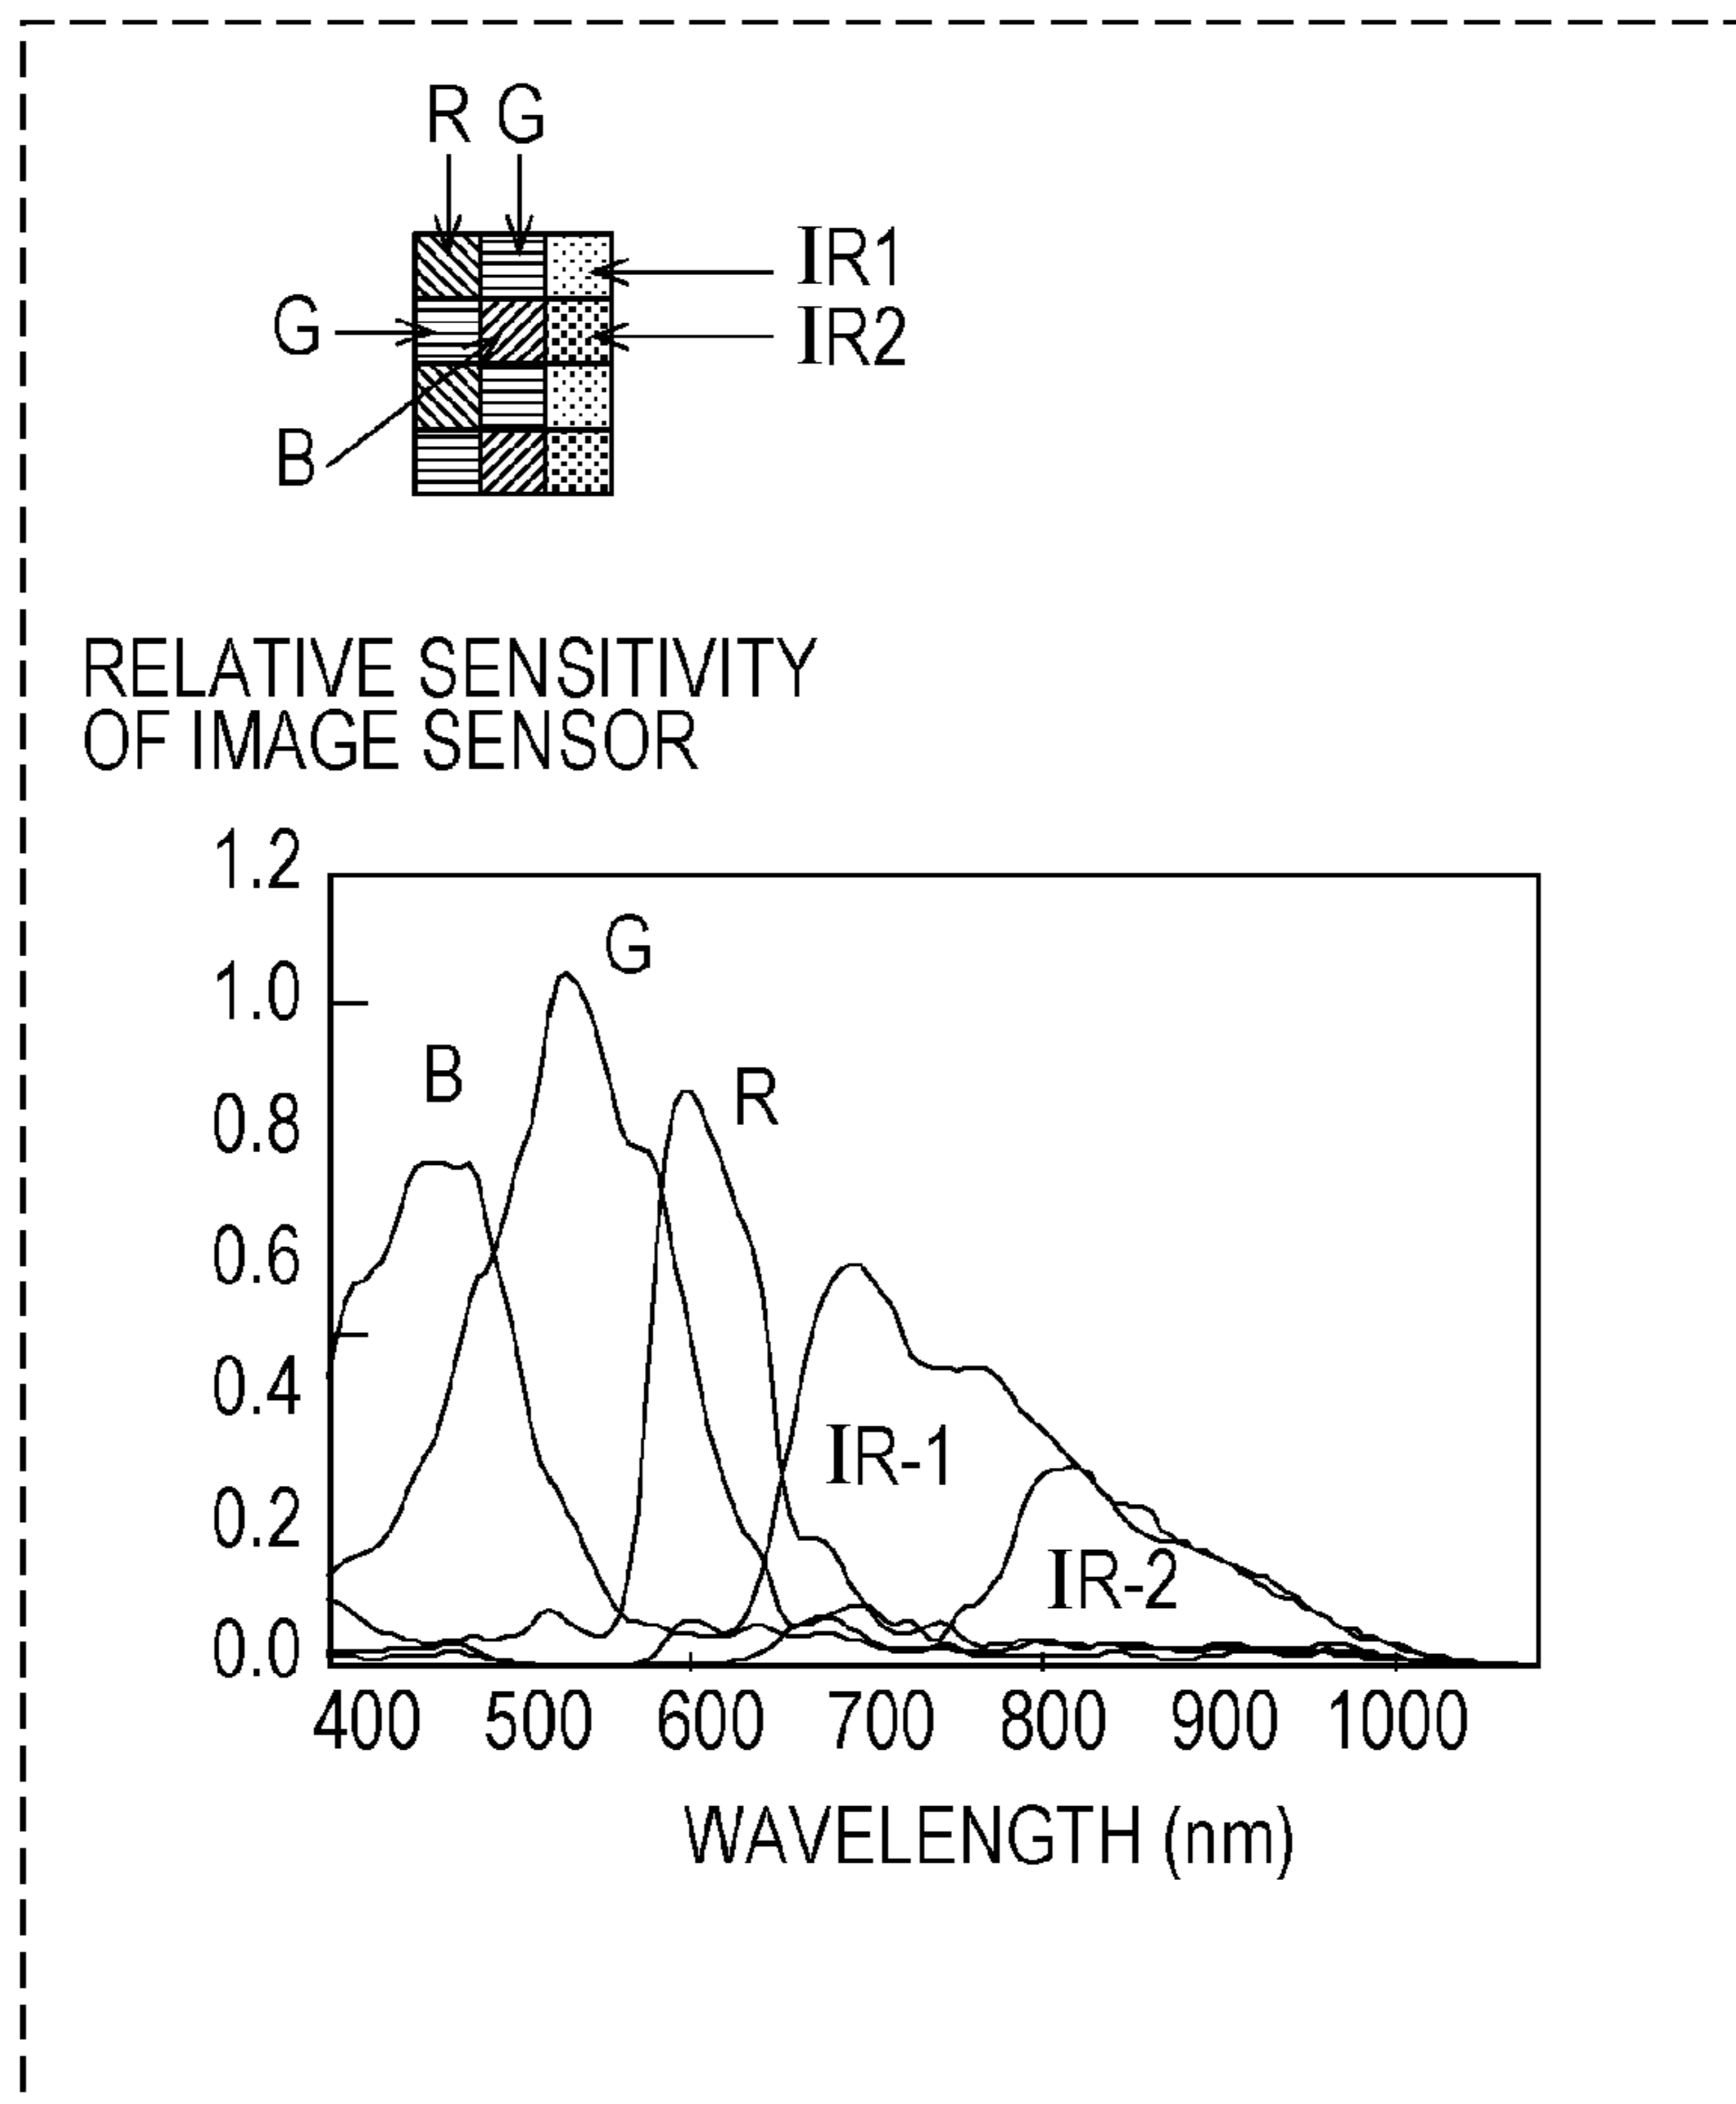 R G
IR1
G
IR2
B
RELATIVE SENSITIVITY
OF IMAGE SENSOR
1.2
G
1.0
B
R
0.8
0.6
0.4
IR-1
0.2
IR-2
0.0
400 500 600 700 800 900 1000
WAVELENGTH (nm)